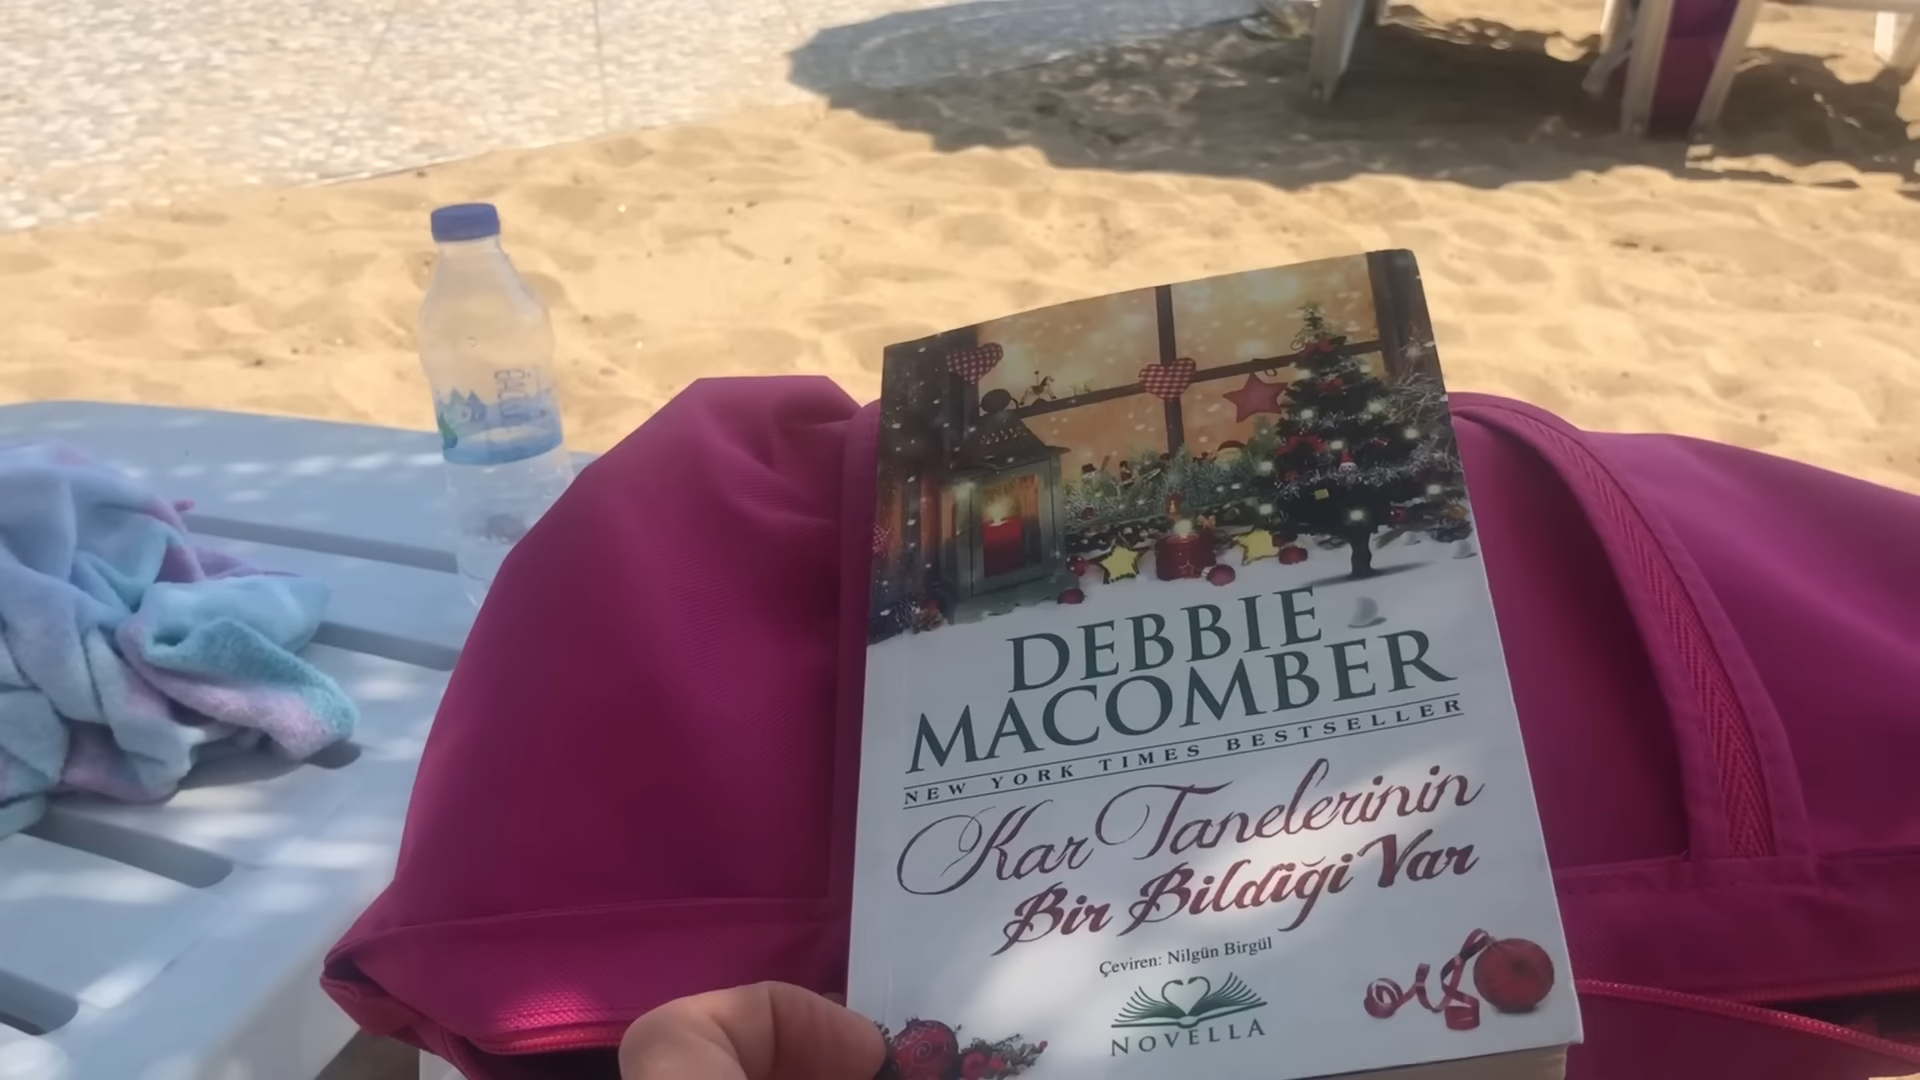 DEBBIE
MACOMBER
NEW YORK TIMES BESTSELLER
Kar Tanelerinin
Bir Bildiği Var
Çeviren: Nilgün Birgül
NOVELLA